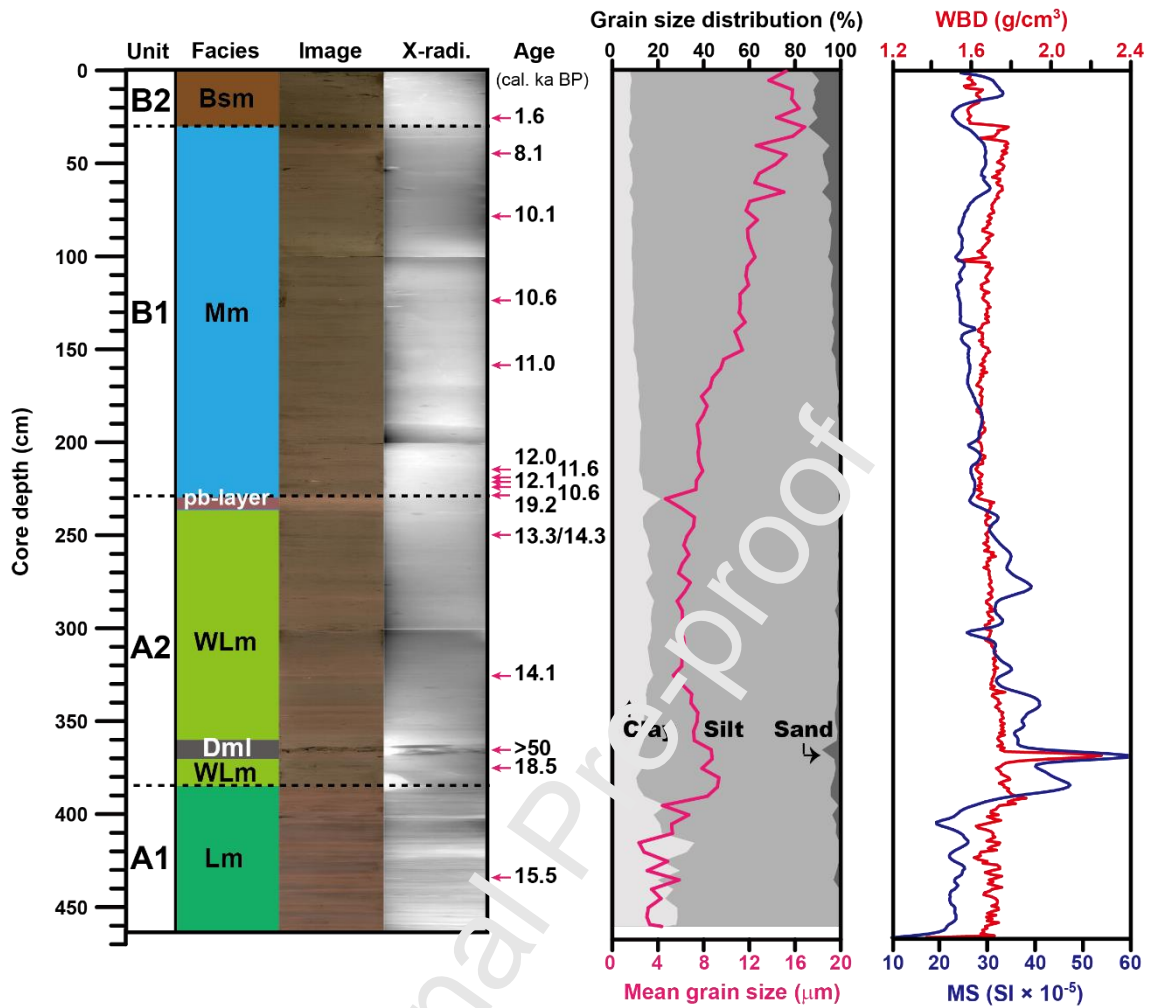 Grain size distribution (%)
WBD (g/cm³)
Unit Facies Image X-radi. Age
(cal. ka BP)
0 20 40 60 80 100
1.2 1.6 2.0 2.4
Core depth (cm)
0
50
100
150
200
250
300
350
400
450
B2
B1
A2
A1
Bsm
Mm
pb-layer
WLm
Dml
WLm
Lm
1.6
8.1
10.1
10.6
11.0
12.0
11.6
12.1
10.6
19.2
13.3/14.3
14.1
>50
18.5
15.5
Clay Silt Sand
nal Pre-proof
0 4 8 12 16 20
Mean grain size (μm)
10 20 30 40 50 60
MS (SI × 10⁻⁵)